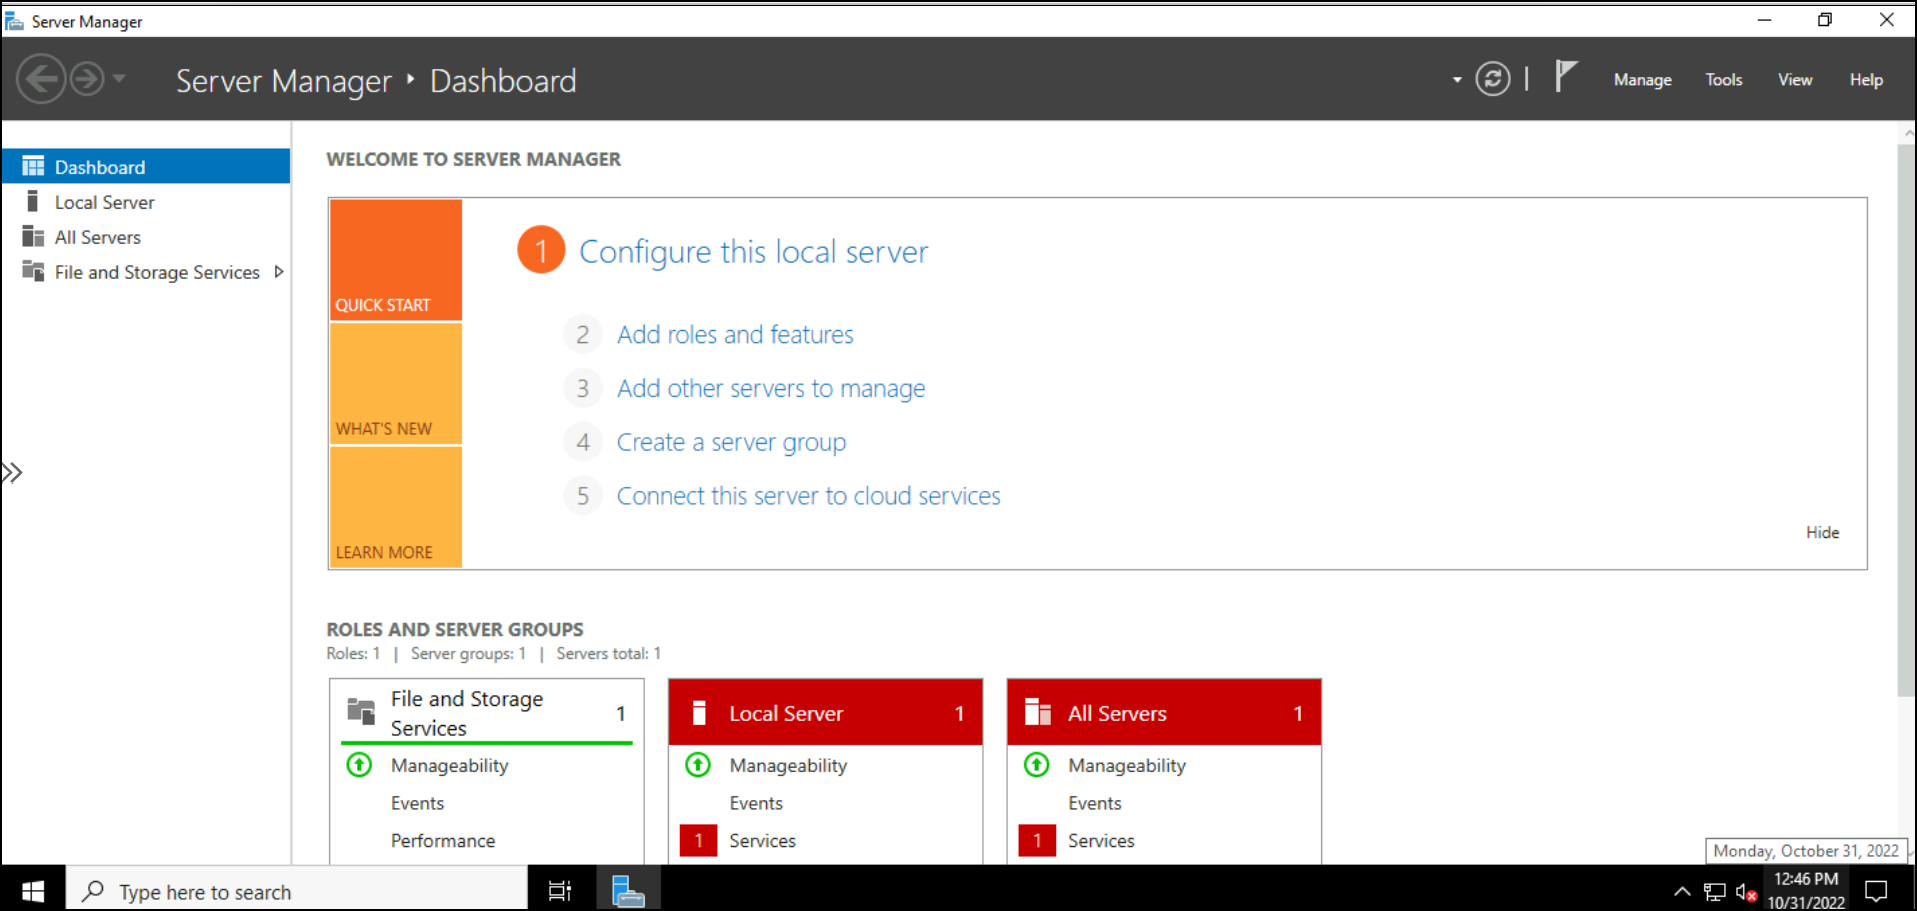 Server Manager
Server Manager ‣ Dashboard
Manage Tools View Help
Dashboard
Local Server
All Servers
File and Storage Services
WELCOME TO SERVER MANAGER
QUICK START
WHAT'S NEW
LEARN MORE
1 Configure this local server
2 Add roles and features
3 Add other servers to manage
4 Create a server group
5 Connect this server to cloud services
Hide
ROLES AND SERVER GROUPS
Roles: 1 | Server groups: 1 | Servers total: 1
File and Storage
Services 1
Manageability
Events
Performance
Local Server 1
Manageability
Events
1 Services
All Servers 1
Manageability
Events
1 Services
Monday, October 31, 2022
Type here to search
12:46 PM
10/31/2022